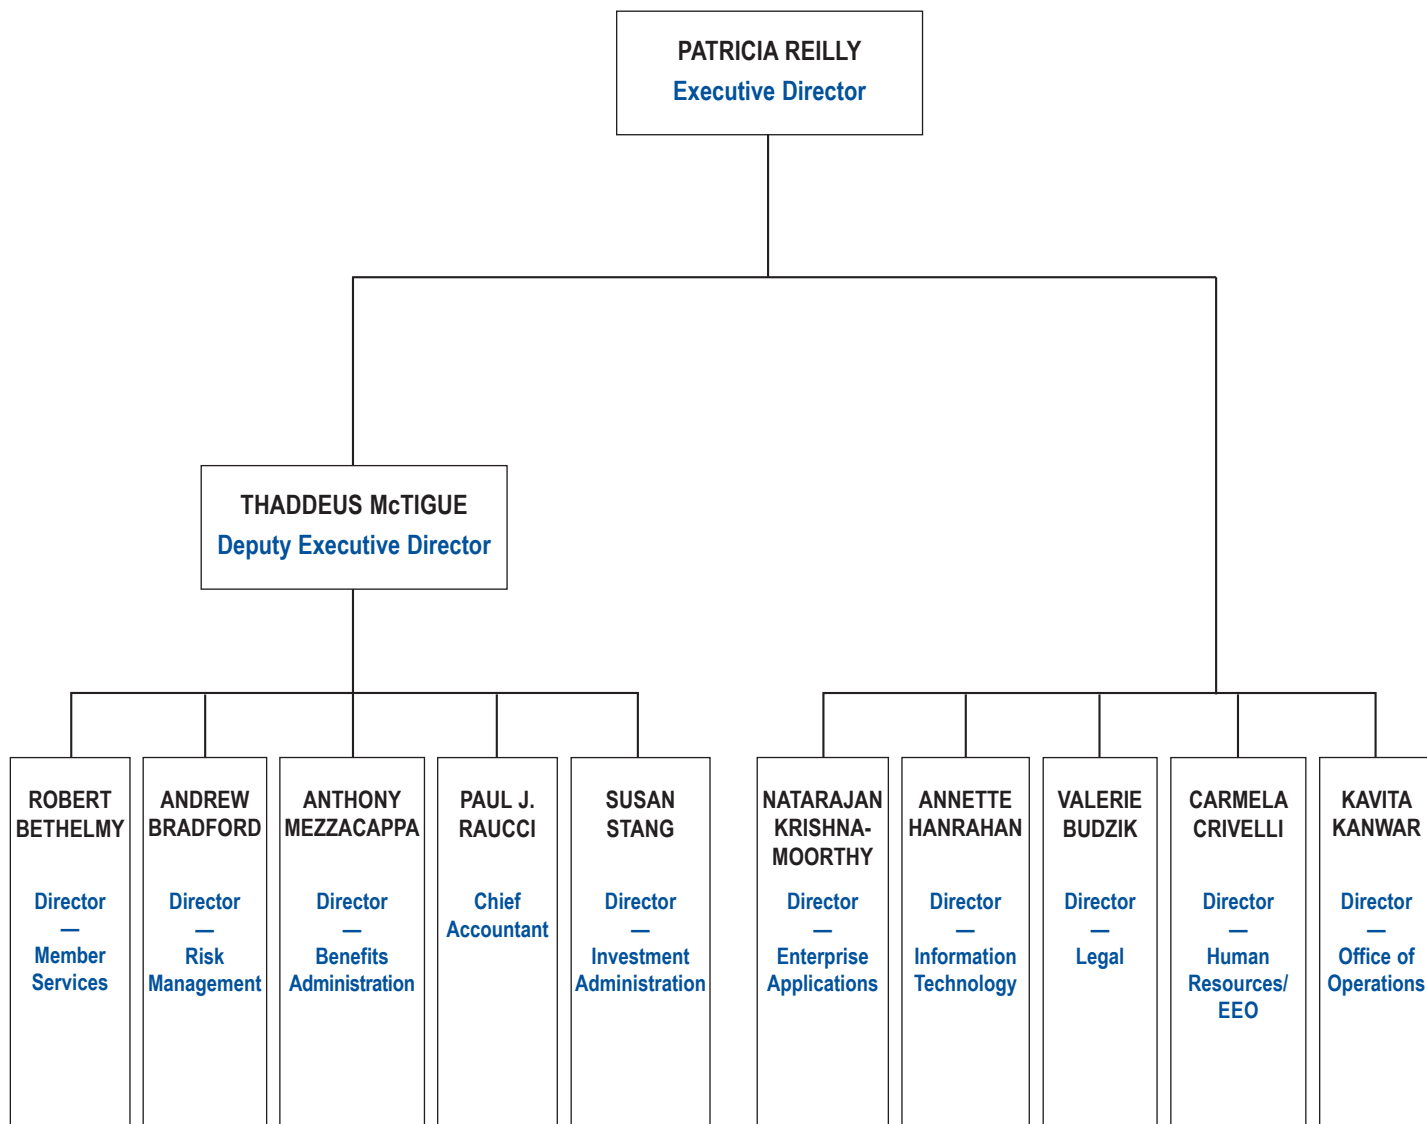 PATRICIA REILLY
Executive Director
THADDEUS McTIGUE
Deputy Executive Director
ROBERT
BETHELMY
Director
—
Member
Services
ANDREW
BRADFORD
Director
—
Risk
Management
ANTHONY
MEZZACAPPA
Director
—
Benefits
Administration
PAUL J.
RAUCCI
Chief
Accountant
SUSAN
STANG
Director
—
Investment
Administration
NATARAJAN
KRISHNA-
MOORTHY
Director
—
Enterprise
Applications
ANNETTE
HANRAHAN
Director
—
Information
Technology
VALERIE
BUDZIK
Director
—
Legal
CARMELA
CRIVELLI
Director
—
Human
Resources/
EEO
KAVITA
KANWAR
Director
—
Office of
Operations